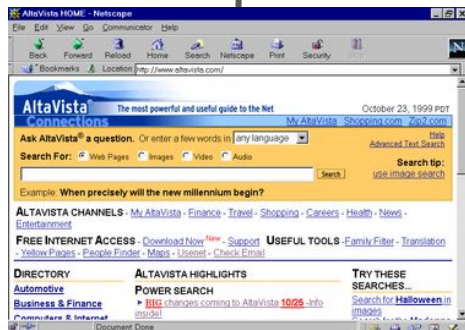 AltaVista HOME - Netscape
File Edit View Go Communicator Help
Back Forward Reload Home Search Netscape Print Security Stop
Bookmarks Location http://www.altavista.com/
AltaVista® The most powerful and useful guide to the Net October 23, 1999 PDT
Connections My AltaVista Shopping.com Zip2.com
Ask AltaVista® a question. Or enter a few words in any language Help
Advanced Text Search
Search For: Web Pages Images Video Audio
Search tip:
Search use image search
Example: When precisely will the new millennium begin?
ALTAVISTA CHANNELS - My AltaVista - Finance - Travel - Shopping - Careers - Health - News -
Entertainment
FREE INTERNET ACCESS - Download Now New - Support USEFUL TOOLS - Family Filter - Translation
- Yellow Pages - People Finder - Maps - Usenet - Check Email
DIRECTORY ALTAVISTA HIGHLIGHTS TRY THESE
SEARCHES...
Automotive POWER SEARCH
Business & Finance BIG changes coming to AltaVista 10/25 -Info Search for Halloween in
inside! images
Computers & Internet
Document Done